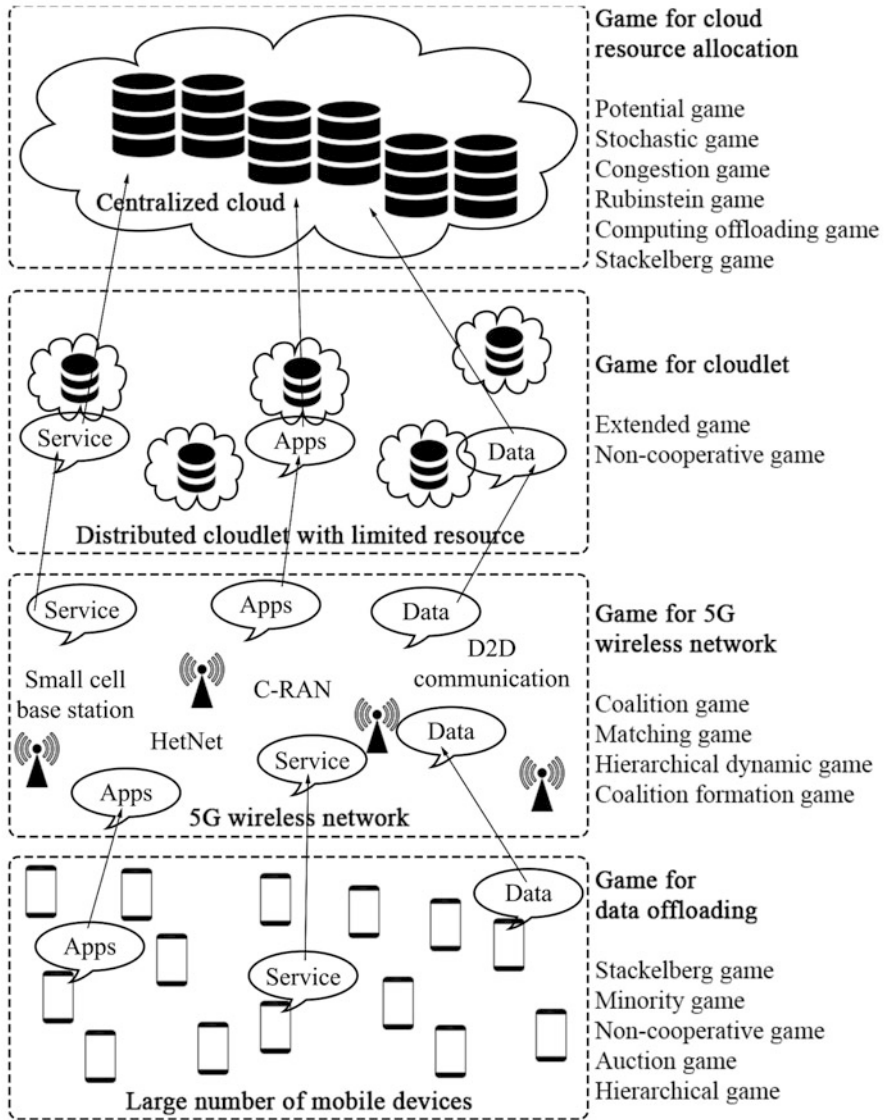 Game for cloud
resource allocation
Potential game
Stochastic game
Congestion game
Rubinstein game
Computing offloading game
Stackelberg game
Centralized cloud
Game for cloudlet
Extended game
Non-cooperative game
Service
Apps
Data
Distributed cloudlet with limited resource
Game for 5G
wireless network
Coalition game
Matching game
Hierarchical dynamic game
Coalition formation game
Service
Apps
Data
D2D
communication
Small cell
base station
C-RAN
HetNet
Data
Service
Apps
5G wireless network
Game for
data offloading
Stackelberg game
Minority game
Non-cooperative game
Auction game
Hierarchical game
Data
Apps
Service
Large number of mobile devices